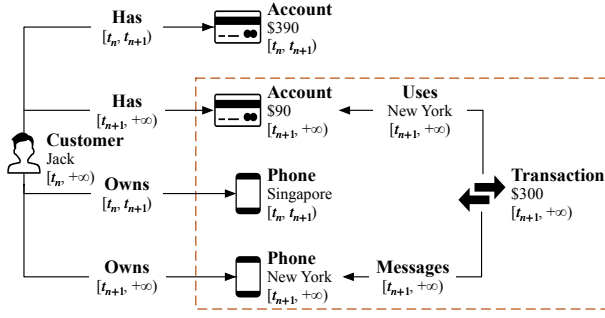 Has
[tn, tn+1)
Account
$390
[tn, tn+1)
Has
[tn+1, +∞)
Account
$90
[tn+1, +∞)
Uses
New York
[tn+1, +∞)
Customer
Jack
[tn, +∞)
Owns
[tn, tn+1)
Phone
Singapore
[tn, tn+1)
Transaction
$300
[tn+1, +∞)
Owns
[tn+1, +∞)
Phone
New York
[tn+1, +∞)
Messages
[tn+1, +∞)